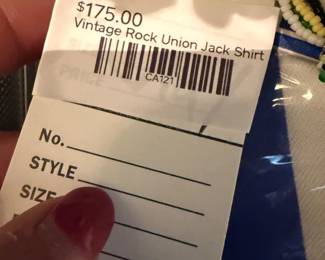 $175.00
Vintage Rock Union Jack Shirt
CA121
No.
STYLE
SIZE